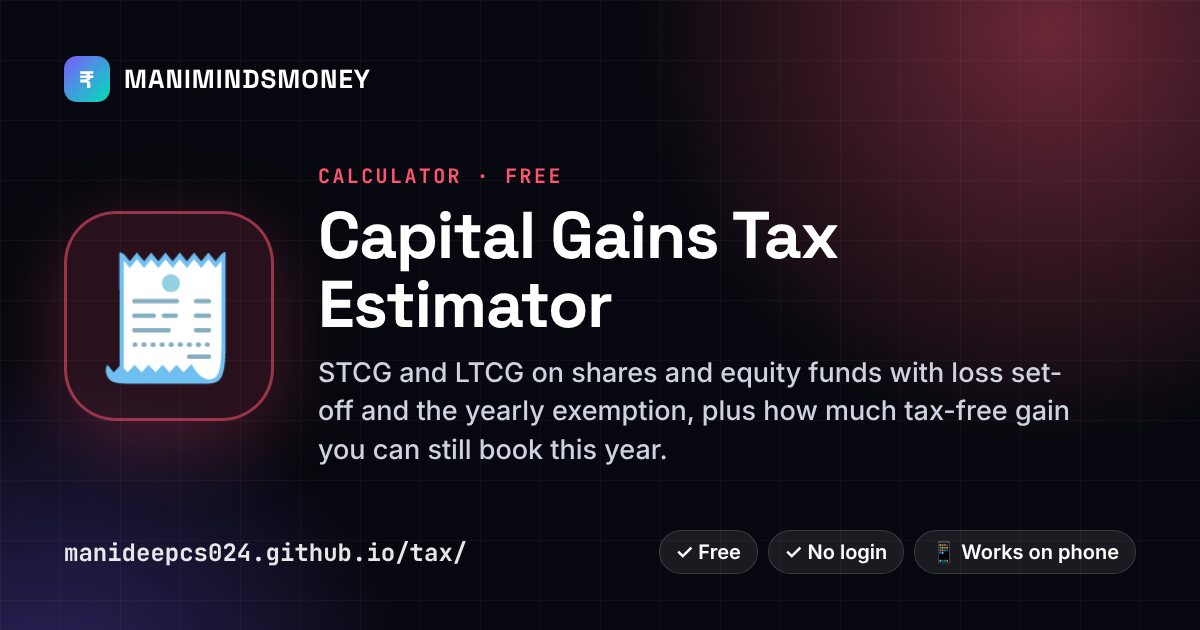 ₹ MANIMINDSMONEY
CALCULATOR · FREE
Capital Gains Tax
Estimator
STCG and LTCG on shares and equity funds with loss set-
off and the yearly exemption, plus how much tax-free gain
you can still book this year.
manideepcs024.github.io/tax/
✓ Free ✓ No login 📱 Works on phone